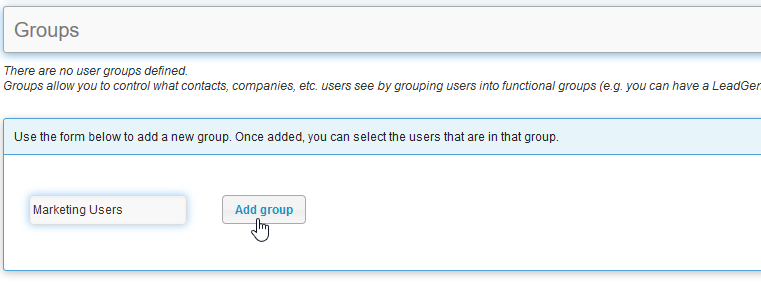 Groups
There are no user groups defined.
Groups allow you to control what contacts, companies, etc. users see by grouping users into functional groups (e.g. you can have a LeadGen
Use the form below to add a new group. Once added, you can select the users that are in that group.
Marketing Users
Add group